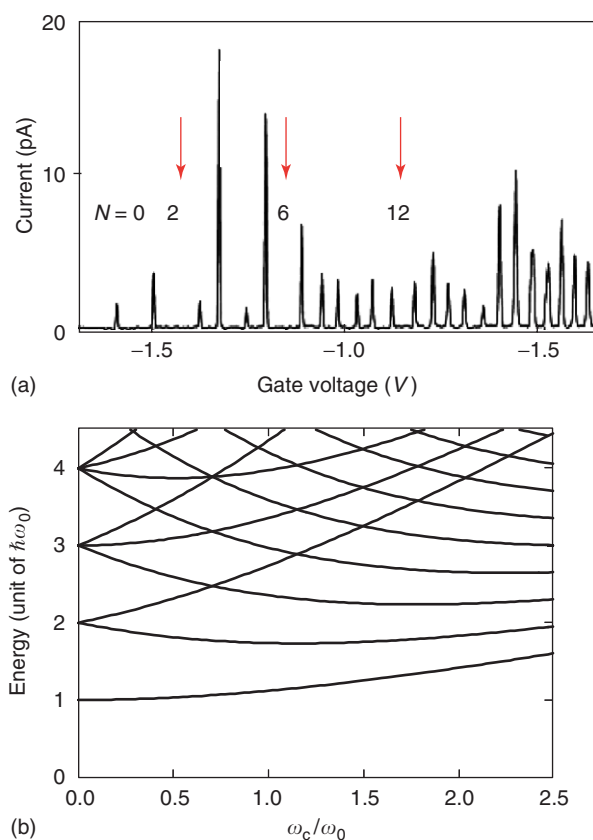 20
10
0
Current (pA)
N = 0 2 6 12
−1.5 −1.0 −1.5
(a) Gate voltage (V)
4
3
2
1
0
Energy (unit of ℏω₀)
0.0 0.5 1.0 1.5 2.0 2.5
(b) ω_c/ω₀